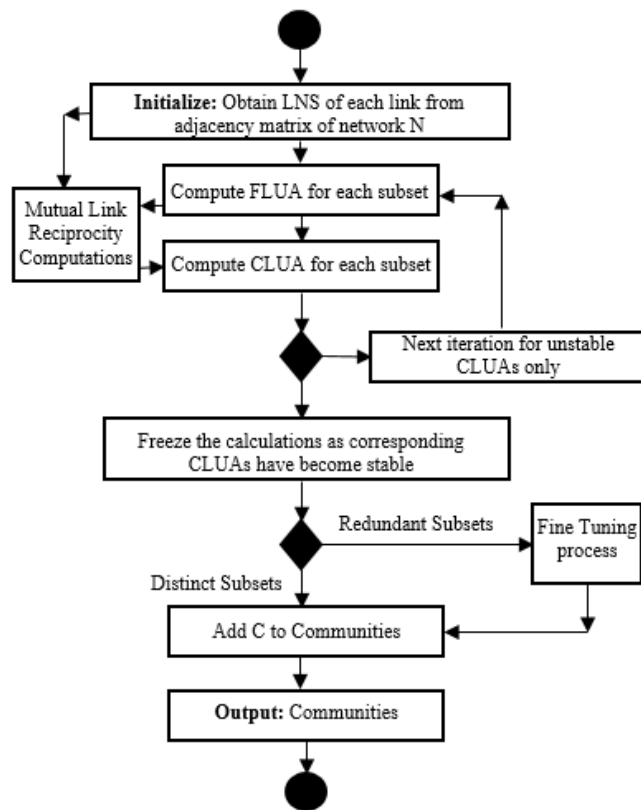 Initialize: Obtain LNS of each link from
adjacency matrix of network N
Compute FLUA for each subset
Mutual Link
Reciprocity
Computations
Compute CLUA for each subset
Next iteration for unstable
CLUAs only
Freeze the calculations as corresponding
CLUAs have become stable
Redundant Subsets
Fine Tuning
process
Distinct Subsets
Add C to Communities
Output: Communities